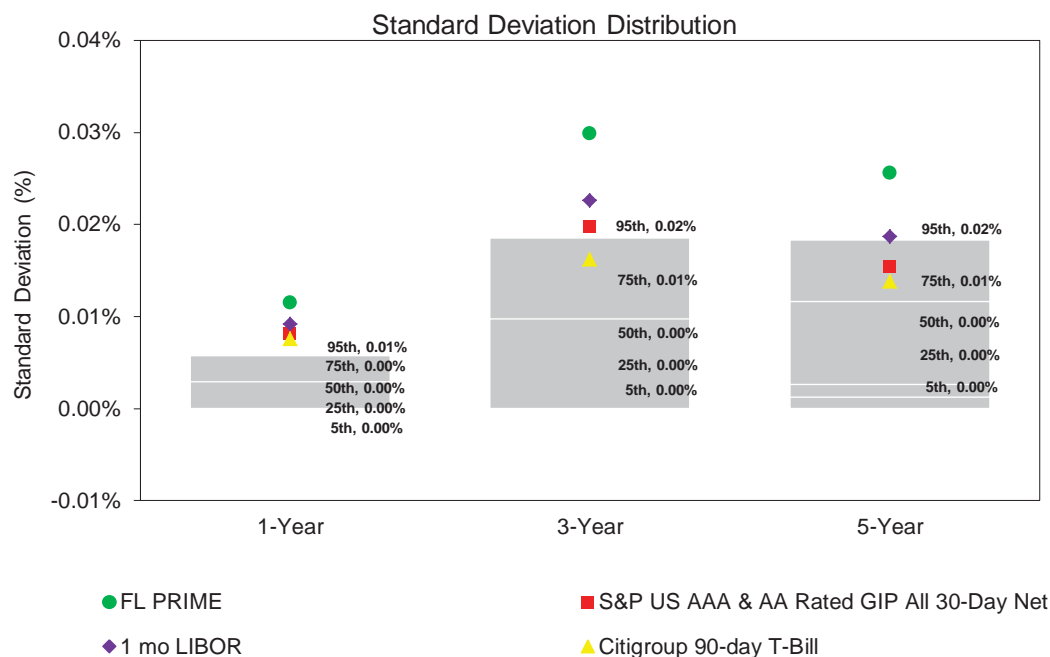 Standard Deviation Distribution
Standard Deviation (%)
0.04%
0.03%
0.02%
0.01%
0.00%
-0.01%
95th, 0.01%
75th, 0.00%
50th, 0.00%
25th, 0.00%
5th, 0.00%
95th, 0.02%
75th, 0.01%
50th, 0.00%
25th, 0.00%
5th, 0.00%
95th, 0.02%
75th, 0.01%
50th, 0.00%
25th, 0.00%
5th, 0.00%
1-Year
3-Year
5-Year
FL PRIME
S&P US AAA & AA Rated GIP All 30-Day Net
1 mo LIBOR
Citigroup 90-day T-Bill